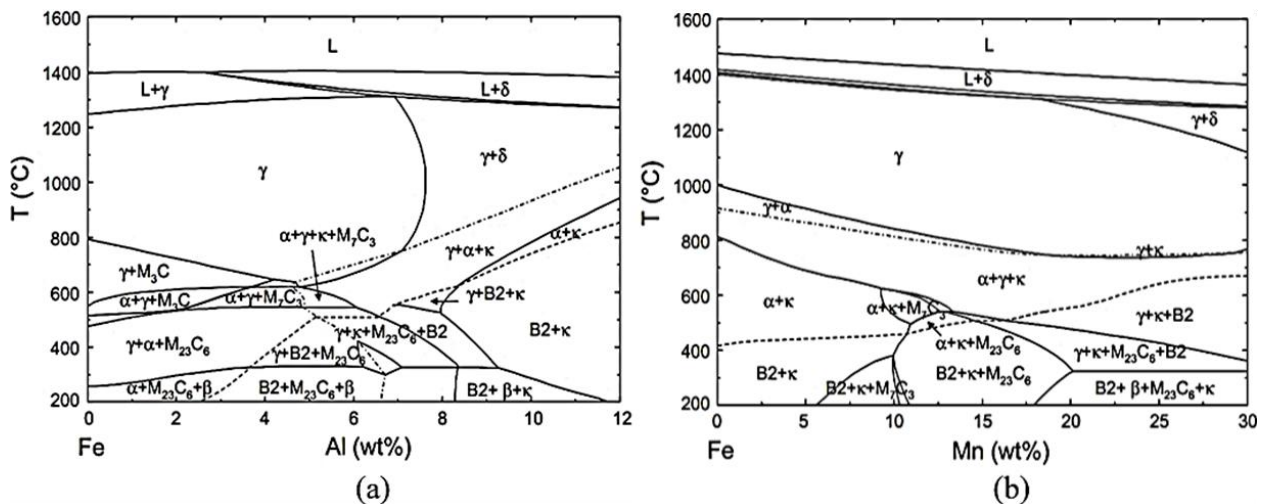 1600
1400
1200
1000
800
600
400
200
T (°C)
L
L+γ
L+δ
γ
γ+δ
α+γ+κ+M₇C₃
γ+α+κ
α+κ
γ+M₃C
α+γ+M₃C
α+γ+M₇C₃
γ+B2+κ
γ+α+M₂₃C₆
γ+κ+M₂₃C₆+B2
γ+B2+M₂₃C₆
B2+κ
α+M₂₃C₆+β
B2+M₂₃C₆+β
B2+ β+κ
0 2 4 6 8 10 12
Fe Al (wt%)
(a)
1600
1400
1200
1000
800
600
400
200
T (°C)
L
L+δ
γ+δ
γ
γ+α
γ+κ
α+γ+κ
α+κ
α+κ+M₇C₃
γ+κ+B2
α+κ+M₂₃C₆
γ+κ+M₂₃C₆+B2
B2+κ
B2+κ+M₇C₃
B2+κ+M₂₃C₆
B2+ β+M₂₃C₆+κ
0 5 10 15 20 25 30
Fe Mn (wt%)
(b)